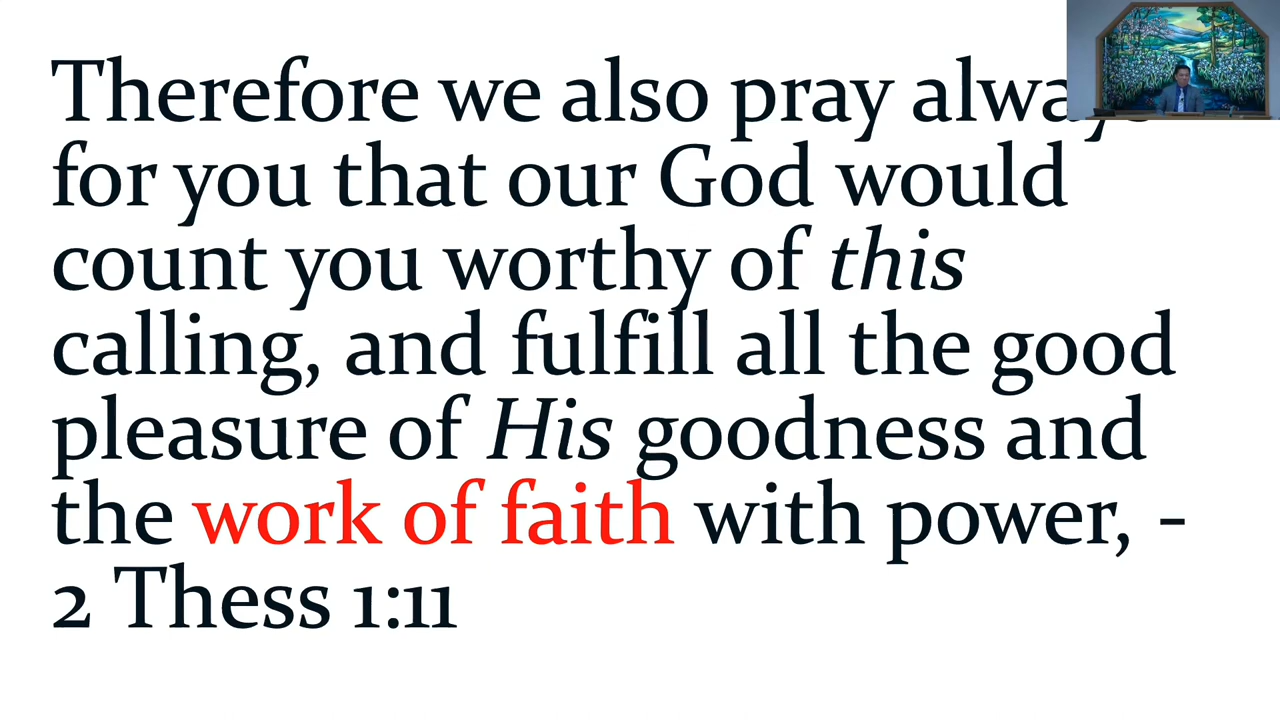 Therefore we also pray always
for you that our God would
count you worthy of this
calling, and fulfill all the good
pleasure of His goodness and
the work of faith with power, -
2 Thess 1:11